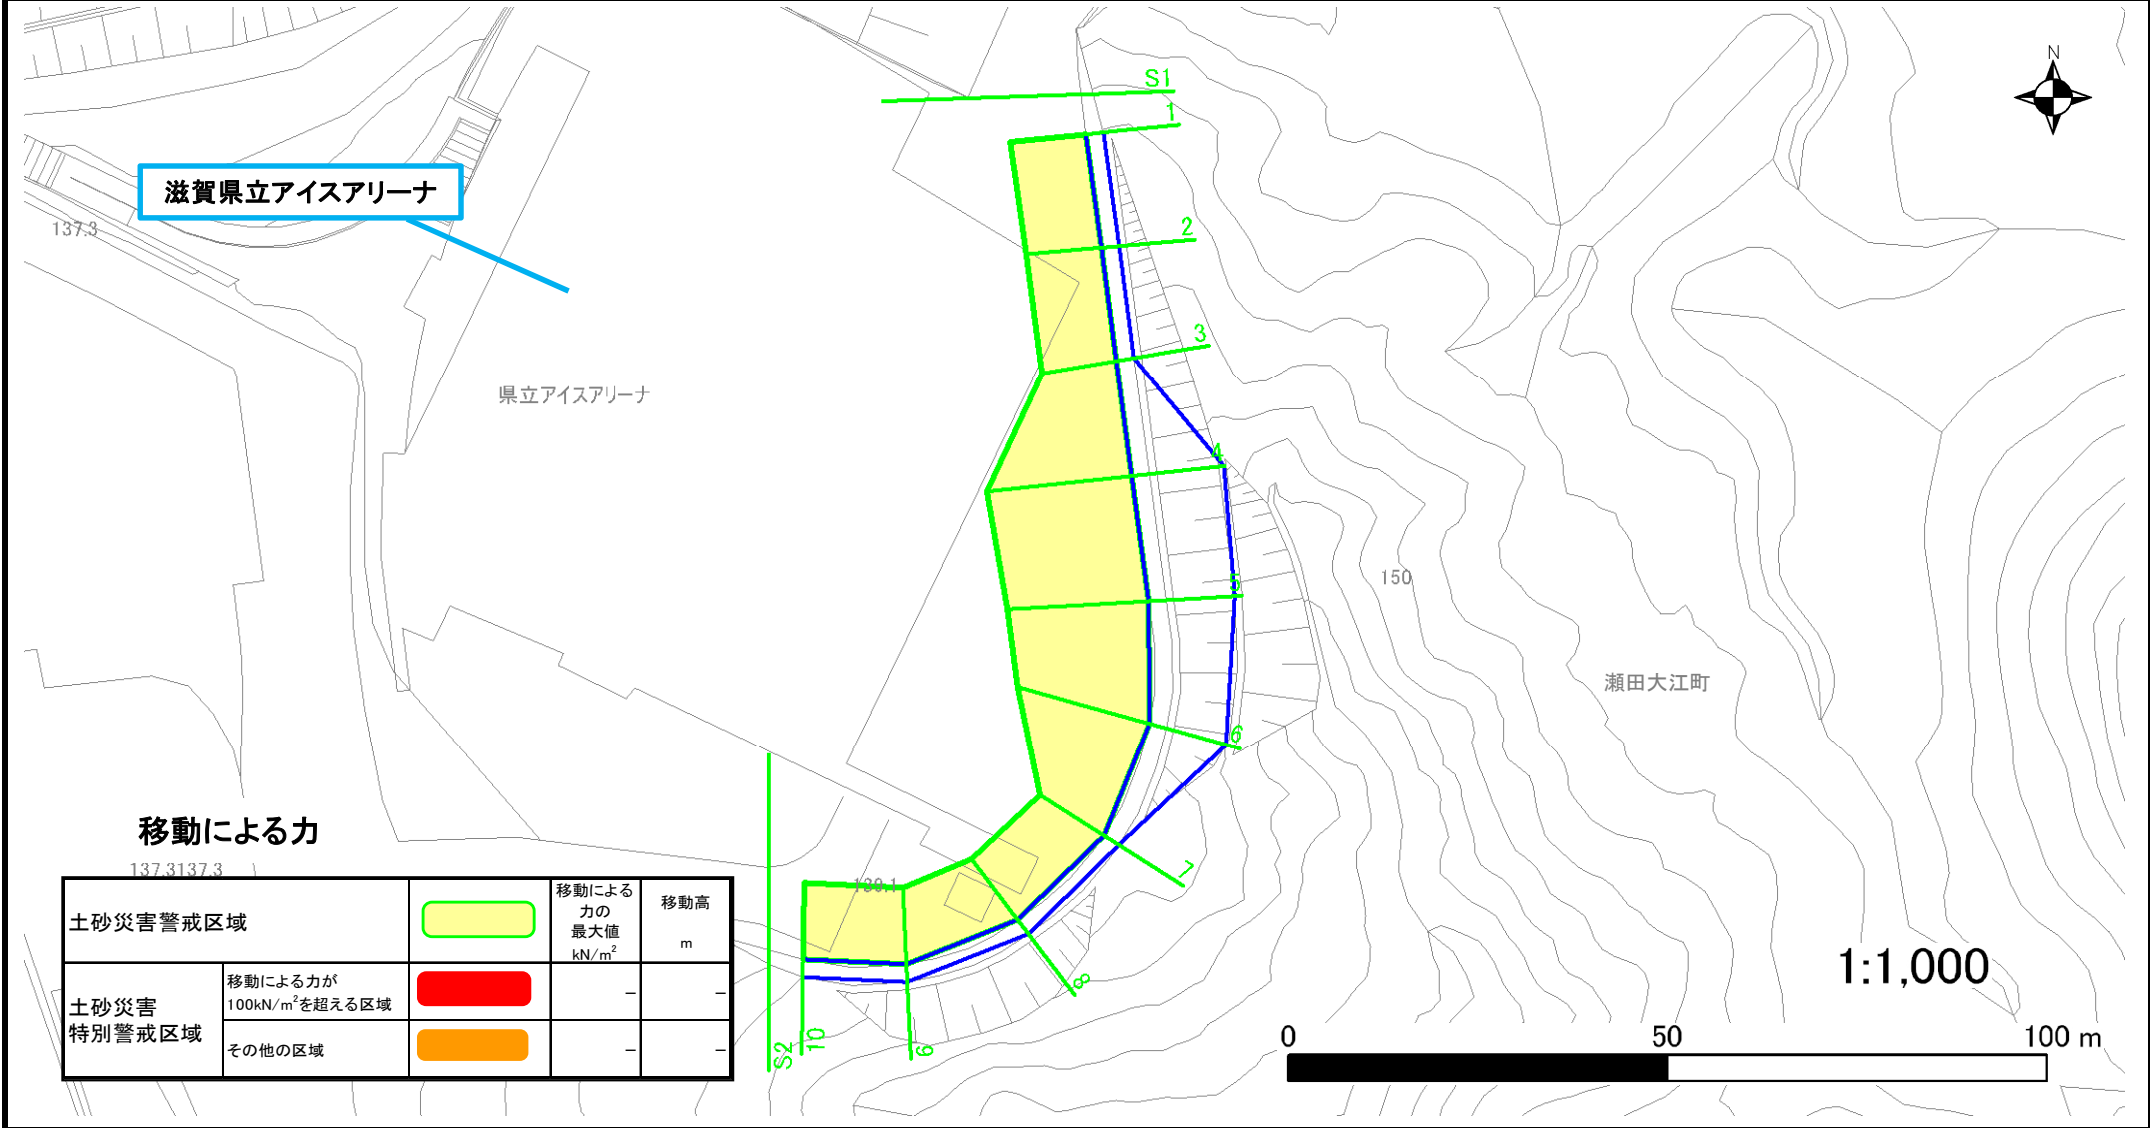 N
S1
1
2
3
4
5
6
7
8
9
10
S2
滋賀県立アイスアリーナ
137.3
県立アイスアリーナ
150
瀬田大江町
移動による力
137.3137.3
139.1
土砂災害警戒区域
移動による
力の
最大値
kN/m²
移動高
m
土砂災害
特別警戒区域
移動による力が
100kN/m²を超える区域
－ －
その他の区域
－ －
1:1,000
0 50 100 m